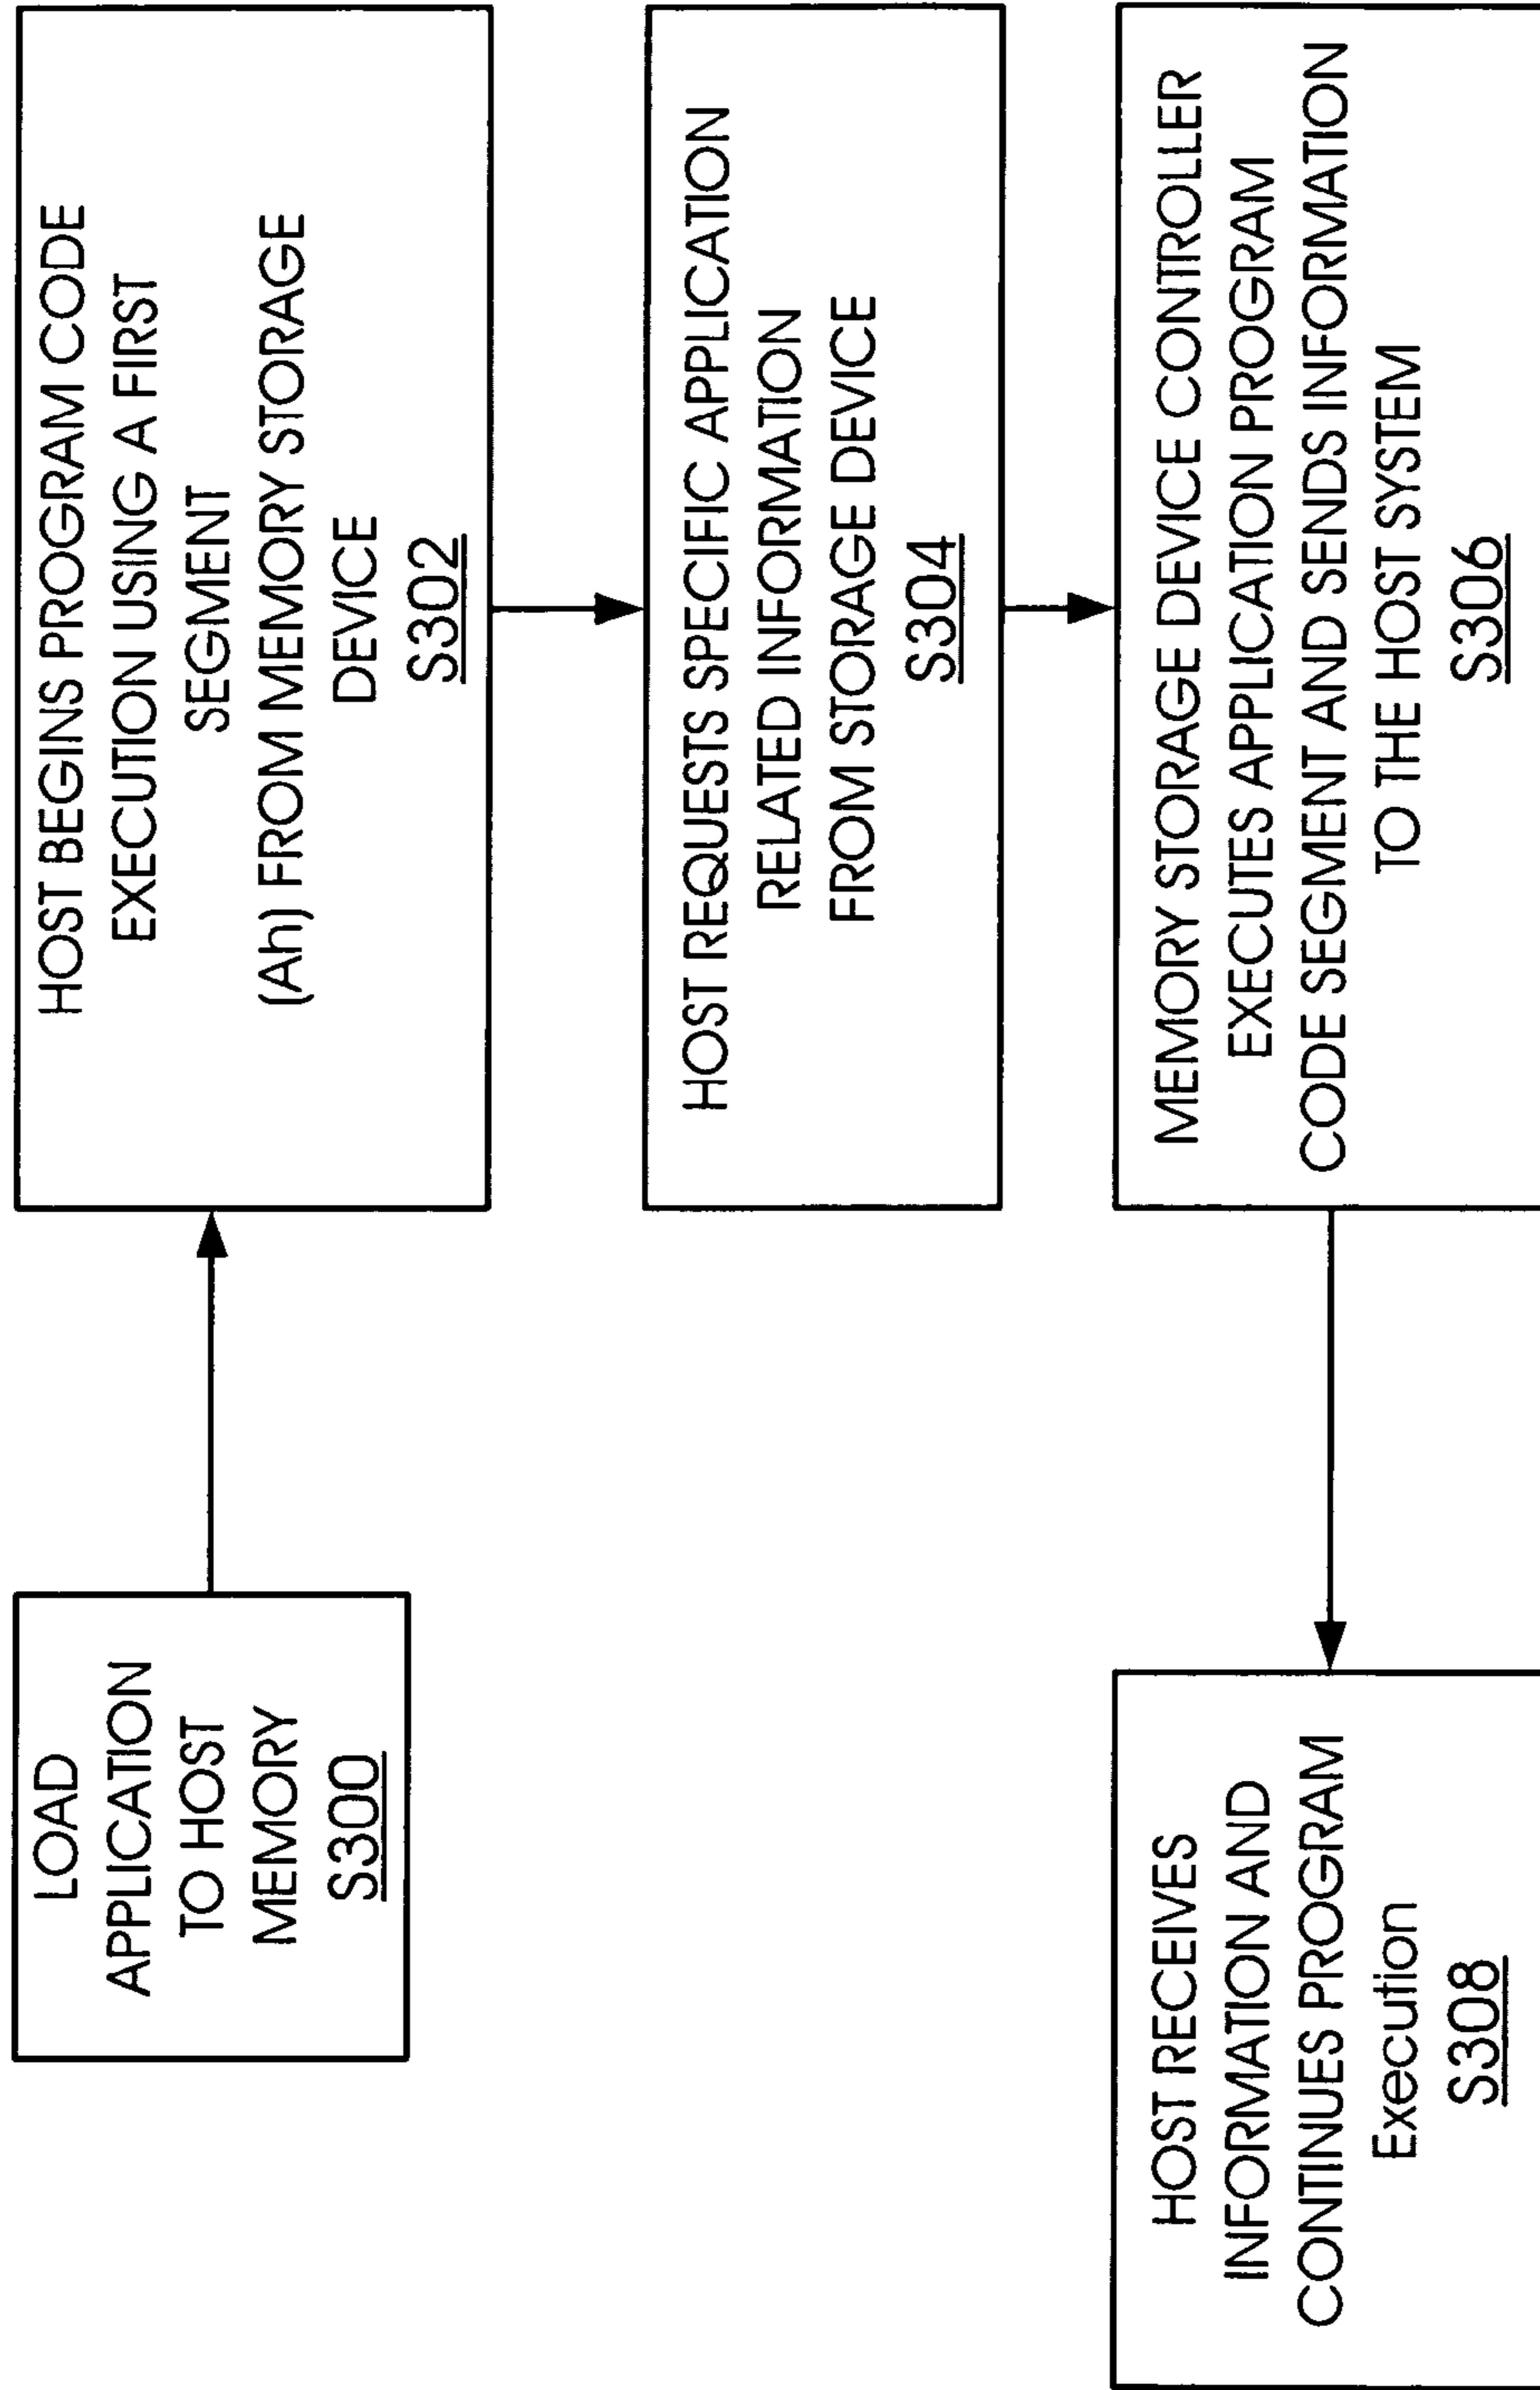 LOAD
APPLICATION
TO HOST
MEMORY
S300
HOST BEGINS PROGRAM CODE
EXECUTION USING A FIRST
SEGMENT
(Ah) FROM MEMORY STORAGE
DEVICE
S302
HOST REQUESTS SPECIFIC APPLICATION
RELATED INFORMATION
FROM STORAGE DEVICE
S304
MEMORY STORAGE DEVICE CONTROLLER
EXECUTES APPLICATION PROGRAM
CODE SEGMENT AND SENDS INFORMATION
TO THE HOST SYSTEM
S306
HOST RECEIVES
INFORMATION AND
CONTINUES PROGRAM
Execution
S308